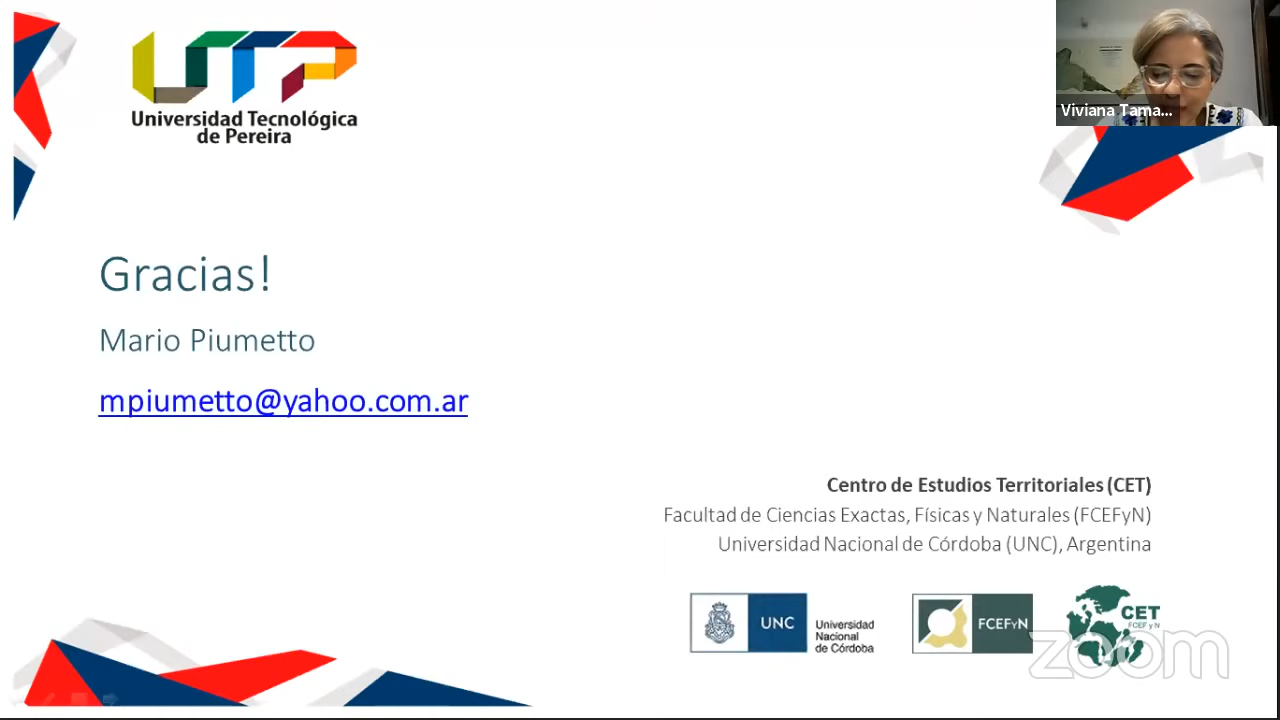 UTP
Universidad Tecnológica
de Pereira
Viviana Tama...
Gracias!
Mario Piumetto
mpiumetto@yahoo.com.ar
Centro de Estudios Territoriales (CET)
Facultad de Ciencias Exactas, Físicas y Naturales (FCEFyN)
Universidad Nacional de Córdoba (UNC), Argentina
UNC
Universidad
Nacional
de Córdoba
FCEFyN
CET
FCEF y N
zoom